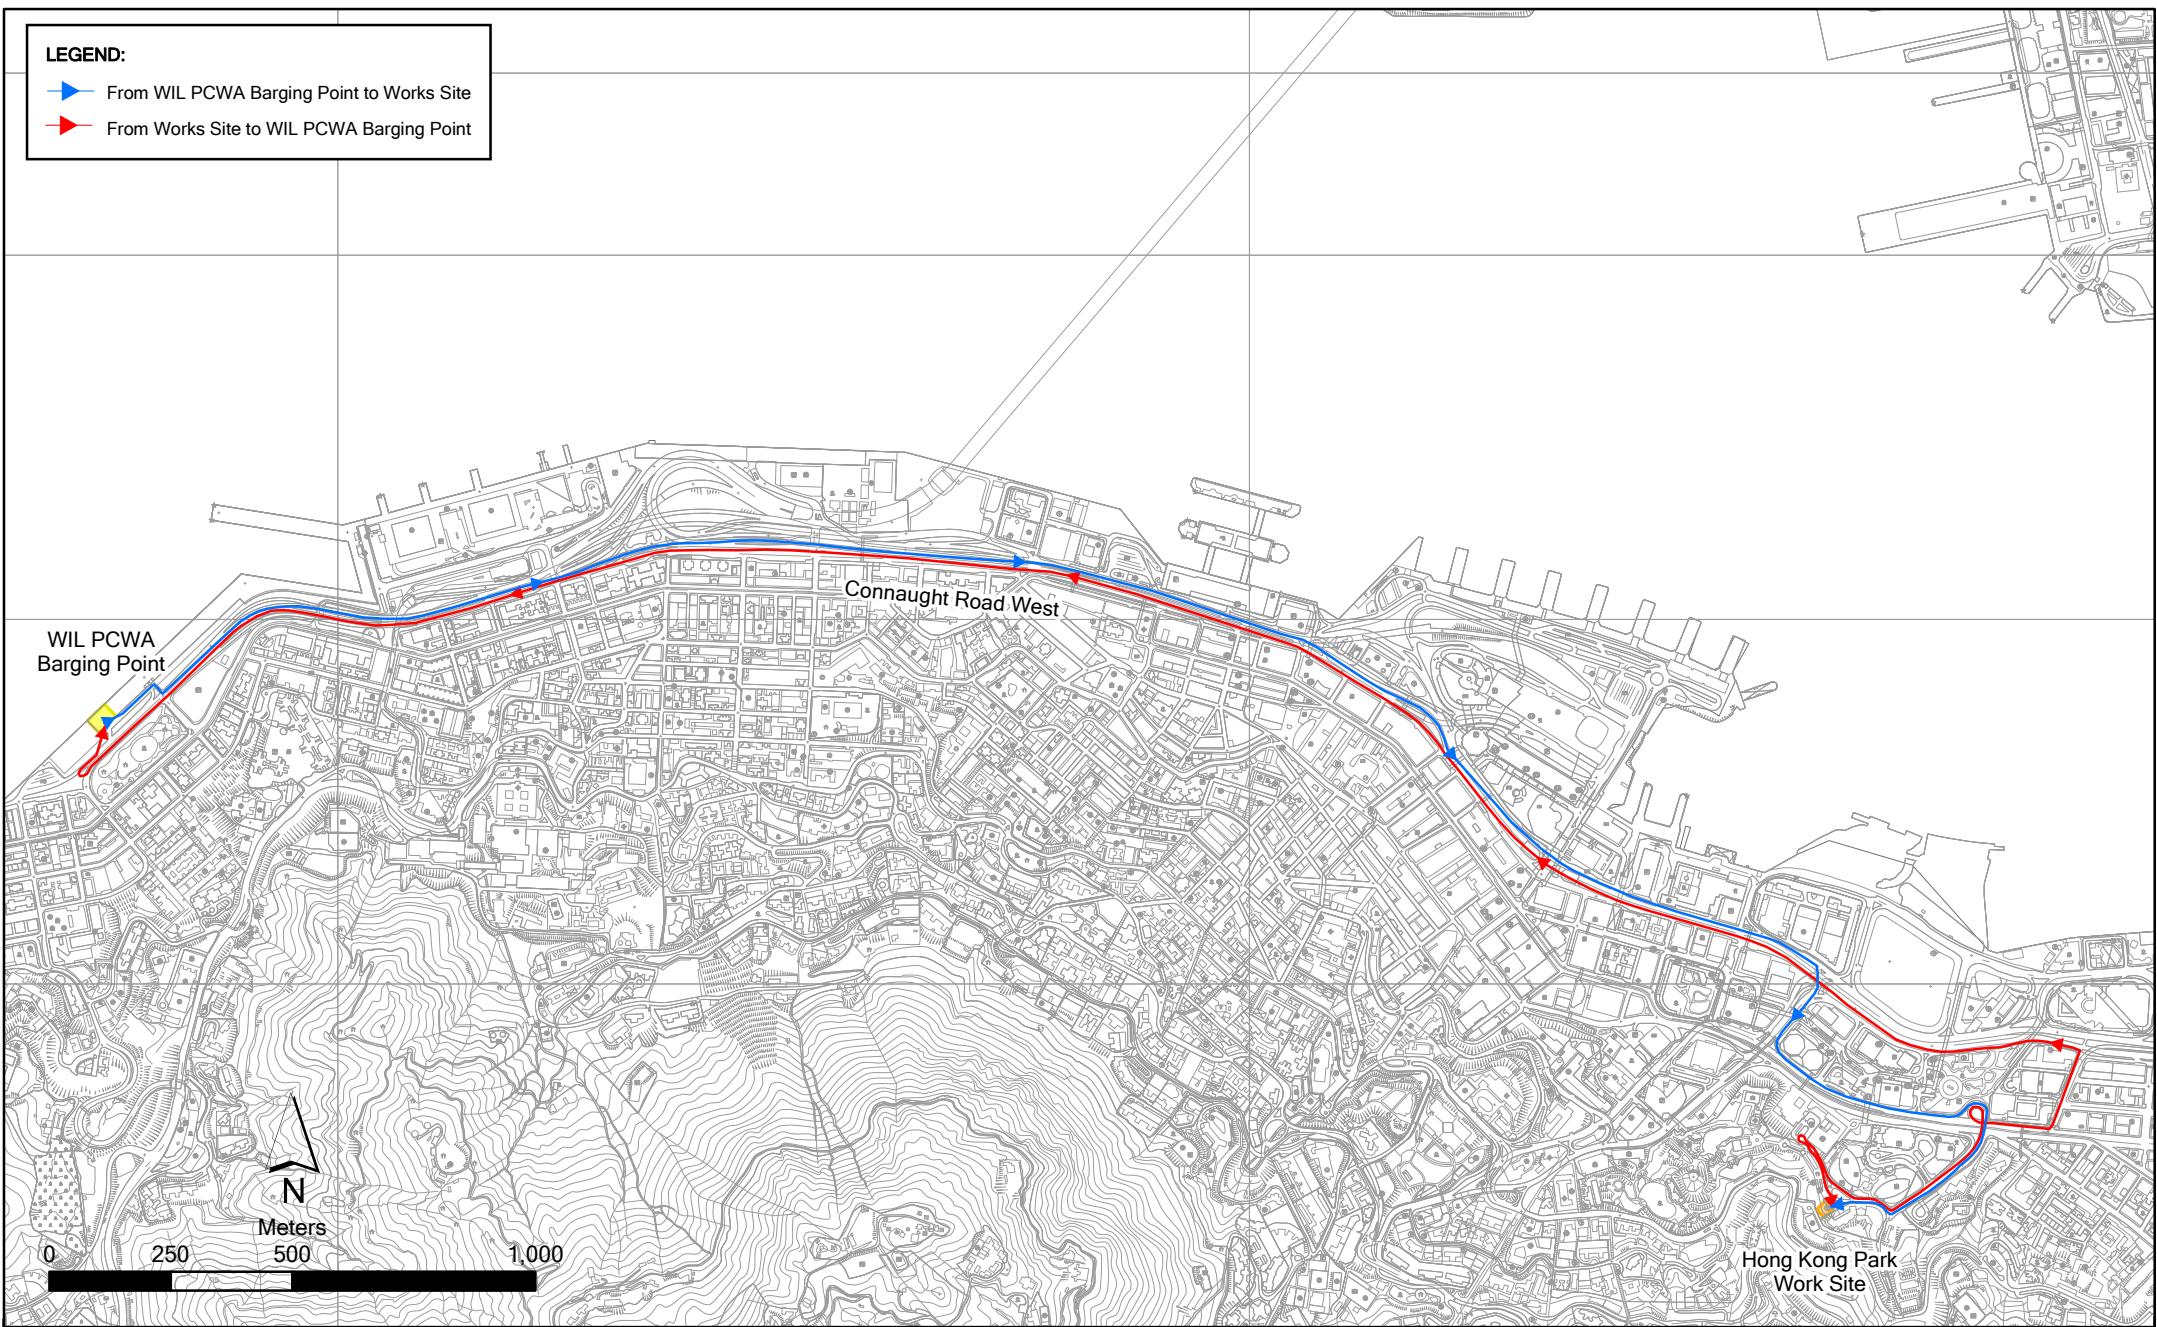 LEGEND:
From WIL PCWA Barging Point to Works Site
From Works Site to WIL PCWA Barging Point
Connaught Road West
WIL PCWA
Barging Point
N
Meters
0 250 500 1,000
Hong Kong Park
Work Site